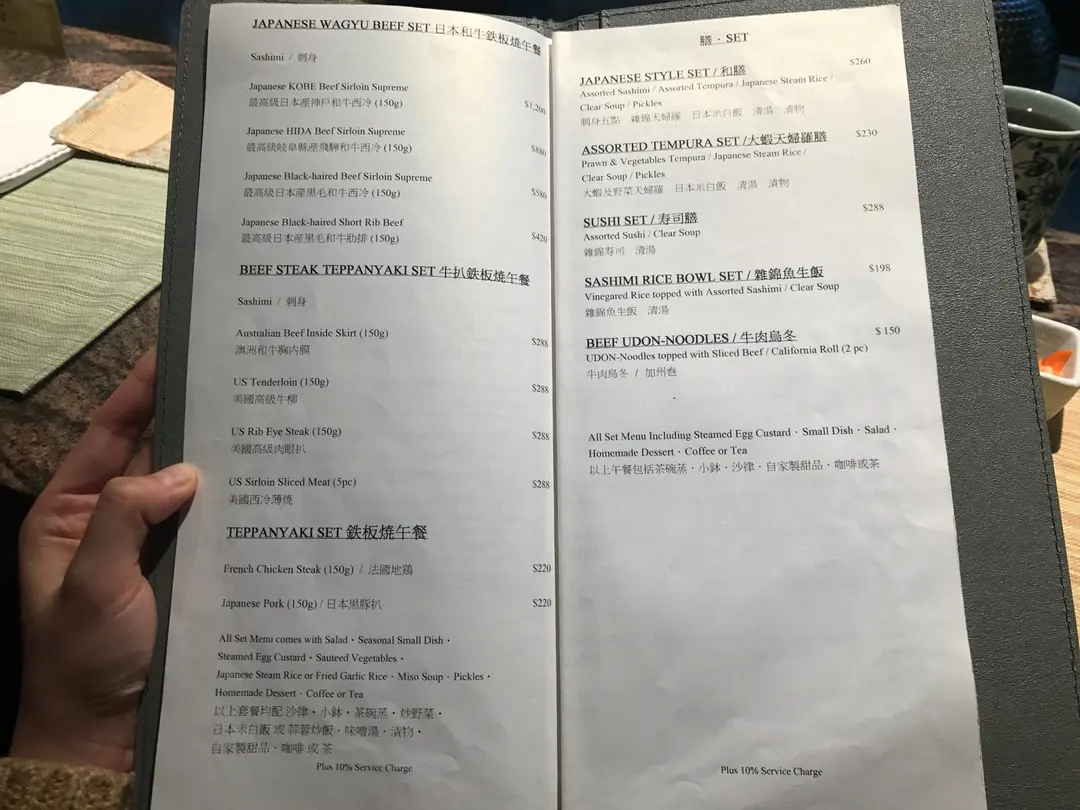 JAPANESE WAGYU BEEF SET 日本和牛鉄板燒午餐
Sashimi / 刺身
Japanese KOBE Beef Sirloin Supreme
最高級日本産神戶和牛西冷 (150g) $1,200
Japanese HIDA Beef Sirloin Supreme
最高級岐阜縣産飛騨和牛西冷 (150g) $880
Japanese Black-haired Beef Sirloin Supreme
最高級日本産黒毛和牛西冷 (150g) $580
Japanese Black-haired Short Rib Beef
最高級日本産黒毛和牛肋排 (150g) $420
BEEF STEAK TEPPANYAKI SET 牛扒鉄板燒午餐
Sashimi / 刺身
Australian Beef Inside Skirt (150g) $288
澳洲和牛胸內膜
US Tenderloin (150g) $288
美國高級牛柳
US Rib Eye Steak (150g) $288
美國高級肉眼扒
US Sirloin Sliced Meat (5pc) $288
美國西冷薄燒
TEPPANYAKI SET 鉄板燒午餐
French Chicken Steak (150g) / 法國地鶏 $220
Japanese Pork (150g) / 日本黒豚扒 $220
All Set Menu comes with Salad・Seasonal Small Dish・
Steamed Egg Custard・Sauteed Vegetables・
Japanese Steam Rice or Fried Garlic Rice・Miso Soup・Pickles・
Homemade Dessert・Coffee or Tea
以上套餐均配 沙律・小鉢・茶碗蒸・炒野菜・
日本米白飯 或 蒜蓉炒飯・味噌湯・漬物・
自家製甜品・咖啡 或 茶
Plus 10% Service Charge
膳・SET
JAPANESE STYLE SET / 和膳 $260
Assorted Sashimi / Assorted Tempura / Japanese Steam Rice /
Clear Soup / Pickles
刺身五點 雜錦天婦羅 日本米白飯 清湯 漬物
ASSORTED TEMPURA SET /大蝦天婦羅膳 $230
Prawn & Vegetables Tempura / Japanese Steam Rice /
Clear Soup / Pickles
大蝦及野菜天婦羅 日本米白飯 清湯 漬物
SUSHI SET / 寿司膳 $288
Assorted Sushi / Clear Soup
雜錦寿司 清湯
SASHIMI RICE BOWL SET / 雜錦魚生飯 $198
Vinegared Rice topped with Assorted Sashimi / Clear Soup
雜錦魚生飯 清湯
BEEF UDON-NOODLES / 牛肉烏冬 $ 150
UDON-Noodles topped with Sliced Beef / California Roll (2 pc)
牛肉烏冬 / 加州巻
All Set Menu Including Steamed Egg Custard・Small Dish・Salad・
Homemade Dessert・Coffee or Tea
以上午餐包括茶碗蒸・小鉢・沙律・自家製甜品・咖啡或茶
Plus 10% Service Charge